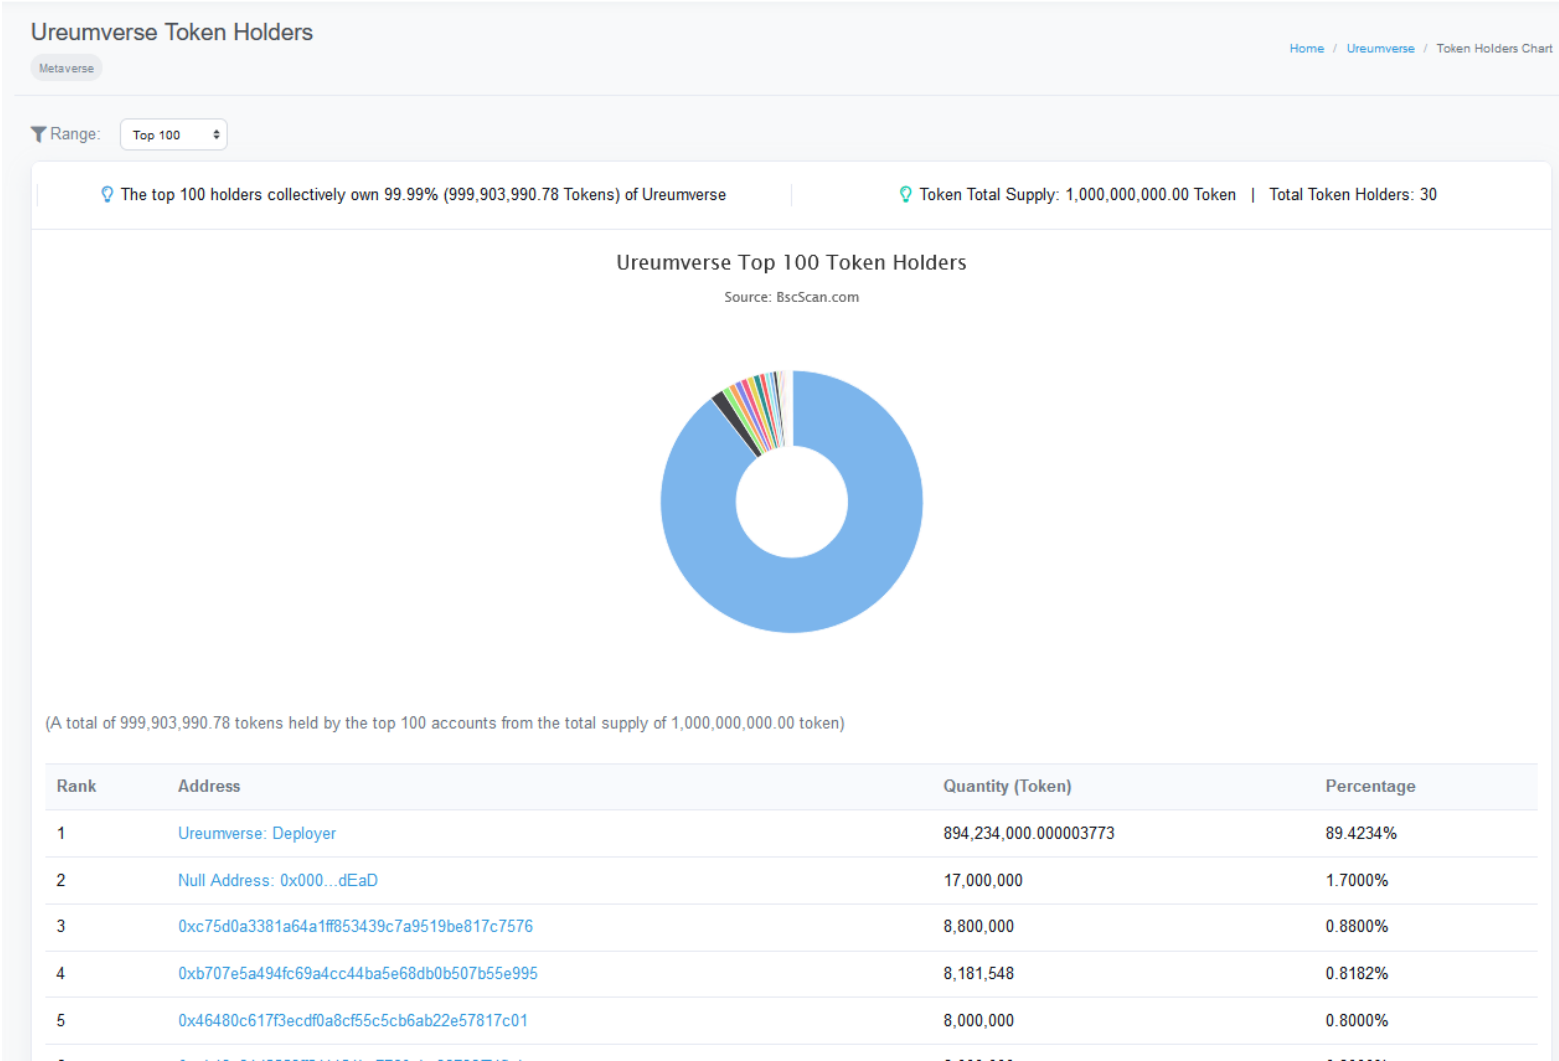 Ureumverse Token Holders
Home / Ureumverse / Token Holders Chart
Metaverse
Range: Top 100
The top 100 holders collectively own 99.99% (999,903,990.78 Tokens) of Ureumverse
Token Total Supply: 1,000,000,000.00 Token | Total Token Holders: 30
Ureumverse Top 100 Token Holders
Source: BscScan.com
(A total of 999,903,990.78 tokens held by the top 100 accounts from the total supply of 1,000,000,000.00 token)
Rank Address Quantity (Token) Percentage
1 Ureumverse: Deployer 894,234,000.000003773 89.4234%
2 Null Address: 0x000...dEaD 17,000,000 1.7000%
3 0xc75d0a3381a64a1ff853439c7a9519be817c7576 8,800,000 0.8800%
4 0xb707e5a494fc69a4cc44ba5e68db0b507b55e995 8,181,548 0.8182%
5 0x46480c617f3ecdf0a8cf55c5cb6ab22e57817c01 8,000,000 0.8000%